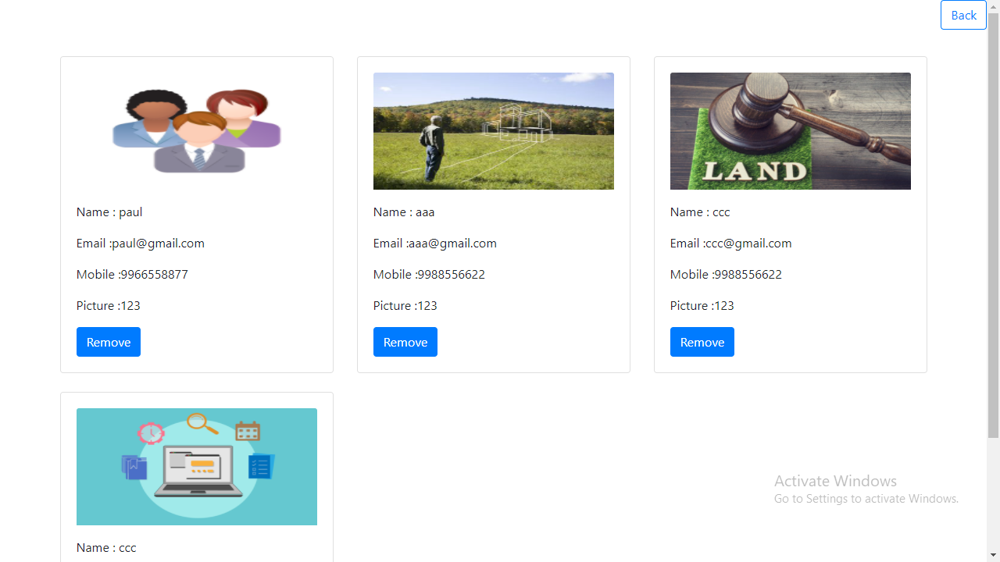 Back
Name : paul
Email :paul@gmail.com
Mobile :9966558877
Picture :123
Remove
Name : aaa
Email :aaa@gmail.com
Mobile :9988556622
Picture :123
Remove
LAND
Name : ccc
Email :ccc@gmail.com
Mobile :9988556622
Picture :123
Remove
Name : ccc
Activate Windows
Go to Settings to activate Windows.